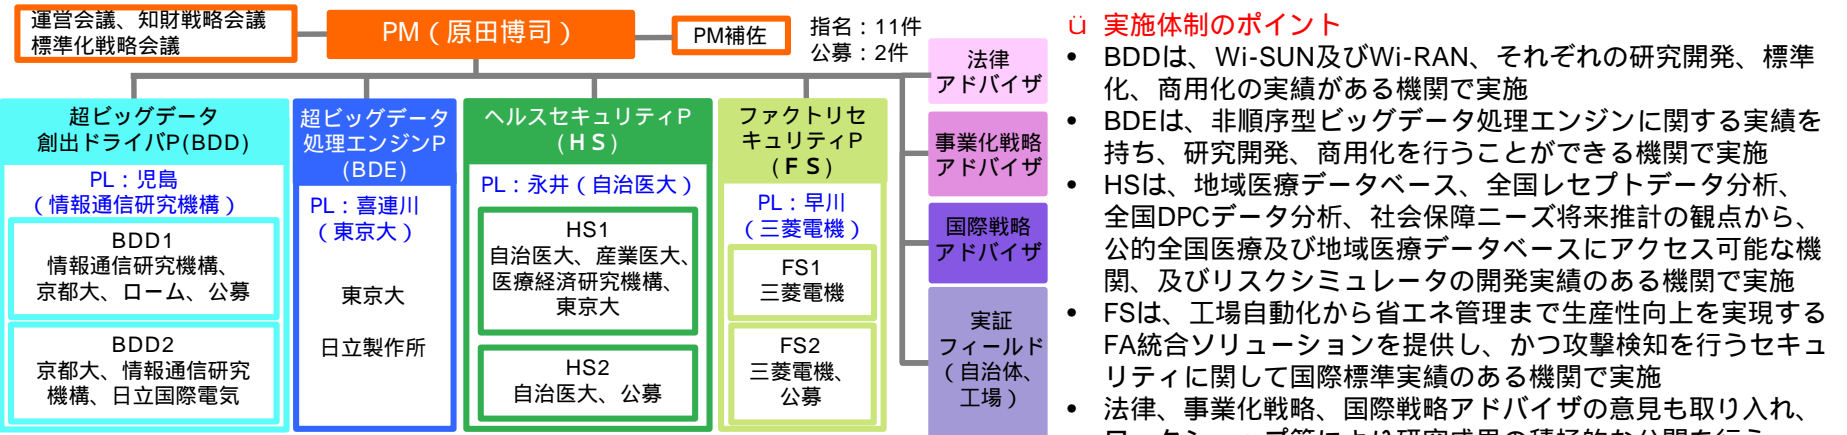 運営会議、知財戦略会議
標準化戦略会議
PM（原田博司）
PM補佐
指名：11件
公募：2件
超ビッグデータ
創出ドライバP(BDD)
PL：児島
（情報通信研究機構）
BDD1
情報通信研究機構、
京都大、ローム、公募
BDD2
京都大、情報通信研究
機構、日立国際電気
超ビッグデータ
処理エンジンP
(BDE)
PL：喜連川
（東京大）
東京大
日立製作所
ヘルスセキュリティP
(ＨＳ)
PL：永井（自治医大）
HS1
自治医大、産業医大、
医療経済研究機構、
東京大
HS2
自治医大、公募
ファクトリセ
キュリティP
(ＦＳ)
PL：早川
（三菱電機）
FS1
三菱電機
FS2
三菱電機、
公募
法律
アドバイザ
事業化戦略
アドバイザ
国際戦略
アドバイザ
実証
フィールド
（自治体、
工場）
ü 実施体制のポイント
• BDDは、Wi-SUN及びWi-RAN、それぞれの研究開発、標準
化、商用化の実績がある機関で実施
• BDEは、非順序型ビッグデータ処理エンジンに関する実績を
持ち、研究開発、商用化を行うことができる機関で実施
• HSは、地域医療データベース、全国レセプトデータ分析、
全国DPCデータ分析、社会保障ニーズ将来推計の観点から、
公的全国医療及び地域医療データベースにアクセス可能な機
関、及びリスクシミュレータの開発実績のある機関で実施
• FSは、工場自動化から省エネ管理まで生産性向上を実現する
FA統合ソリューションを提供し、かつ攻撃検知を行うセキュ
リティに関して国際標準実績のある機関で実施
• 法律、事業化戦略、国際戦略アドバイザの意見も取り入れ、
ワークショップ等により研究成果の積極的な公開を行う